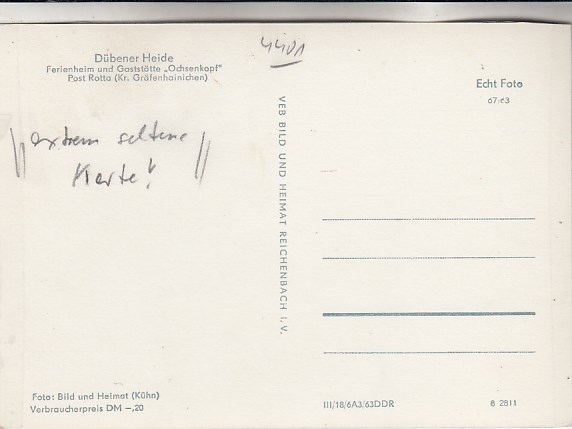 Dübener Heide
Ferienheim und Gaststätte „Ochsenkopf"
Post Rotta (Kr. Gräfenhainichen)
4401
Echt Foto
67/63
extrem seltene
Karte!
VEB BILD UND HEIMAT REICHENBACH I. V.
Foto: Bild und Heimat (Kühn)
Verbraucherpreis DM –,20
III/18/6A3/63DDR
8 2811